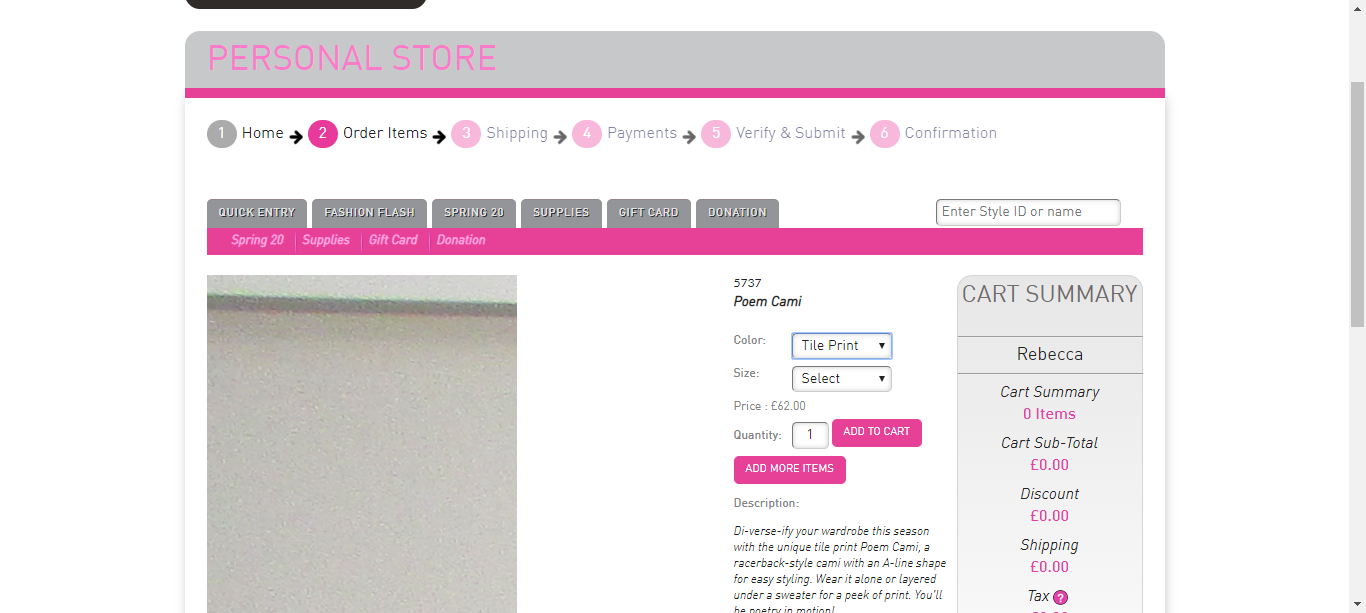 PERSONAL STORE
1 Home 2 Order Items 3 Shipping 4 Payments 5 Verify & Submit 6 Confirmation
QUICK ENTRY FASHION FLASH SPRING 20 SUPPLIES GIFT CARD DONATION Enter Style ID or name
Spring 20 Supplies Gift Card Donation
5737
Poem Cami
Color: Tile Print
Size: Select
Price : £62.00
Quantity: 1 ADD TO CART
ADD MORE ITEMS
Description:
Di-verse-ify your wardrobe this season
with the unique tile print Poem Cami, a
racerback-style cami with an A-line shape
for easy styling. Wear it alone or layered
under a sweater for a peek of print. You'll
be poetry in motion!
CART SUMMARY
Rebecca
Cart Summary
0 Items
Cart Sub-Total
£0.00
Discount
£0.00
Shipping
£0.00
Tax ?